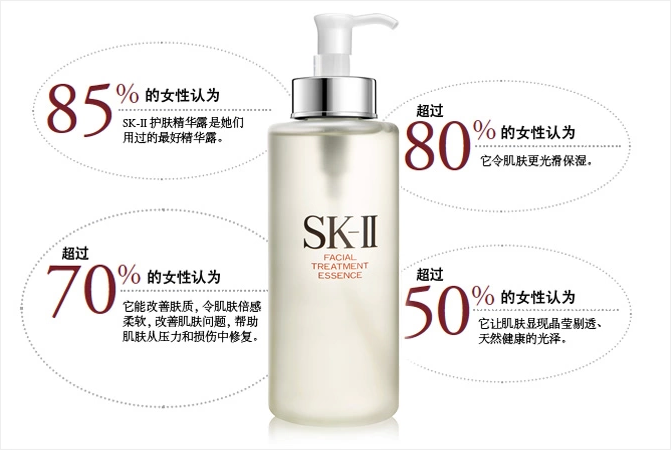 85% 的女性认为
SK-II 护肤精华露是她们
用过的最好精华露。
超过
80% 的女性认为
它令肌肤更光滑保湿。
超过
70% 的女性认为
它能改善肤质，令肌肤倍感
柔软，改善肌肤问题，帮助
肌肤从压力和损伤中修复。
超过
50% 的女性认为
它让肌肤显现晶莹剔透、
天然健康的光泽。
SK-II
FACIAL
TREATMENT
ESSENCE